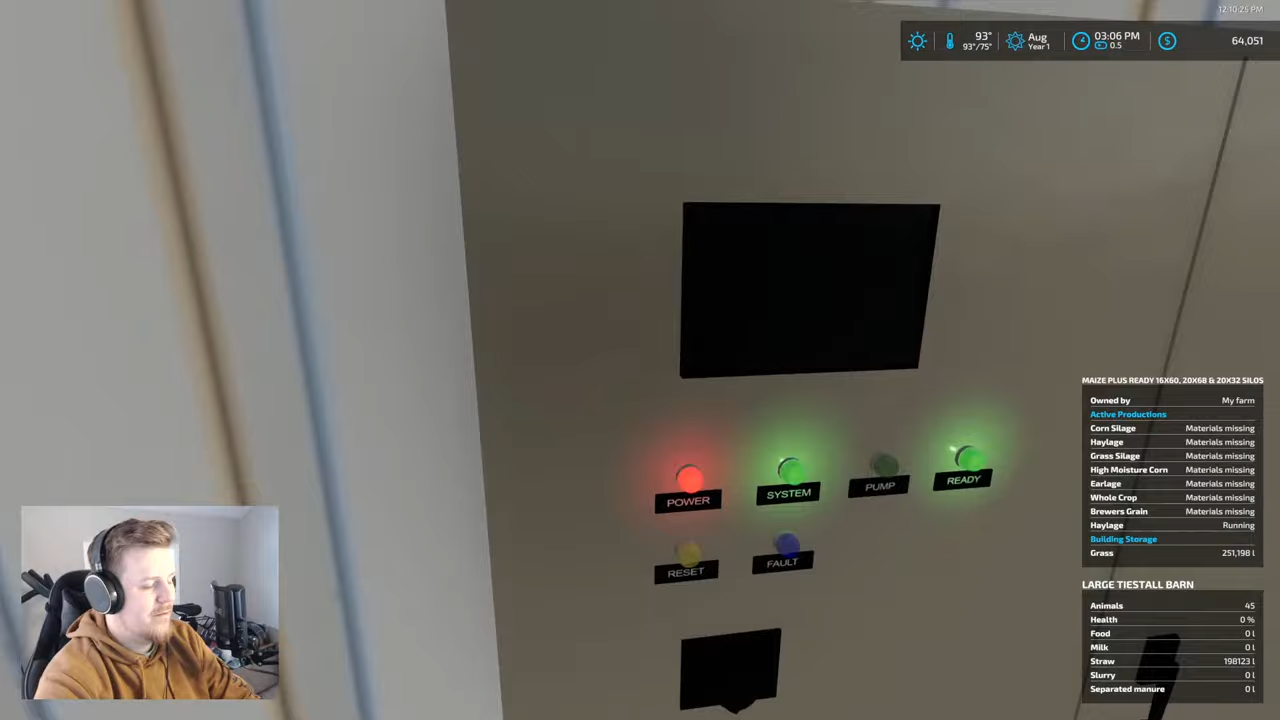 12:10:25 PM
93°
93°/75°
Aug
Year 1
03:06 PM
0.5
64,051
POWER
SYSTEM
PUMP
READY
RESET
FAULT
MAIZE PLUS READY 16X60, 20X68 & 20X32 SILOS
Owned by My farm
Active Productions
Corn Silage Materials missing
Haylage Materials missing
Grass Silage Materials missing
High Moisture Corn Materials missing
Earlage Materials missing
Whole Crop Materials missing
Brewers Grain Materials missing
Haylage Running
Building Storage
Grass 251,198 l
LARGE TIESTALL BARN
Animals 45
Health 0 %
Food 0 l
Milk 0 l
Straw 198123 l
Slurry 0 l
Separated manure 0 l